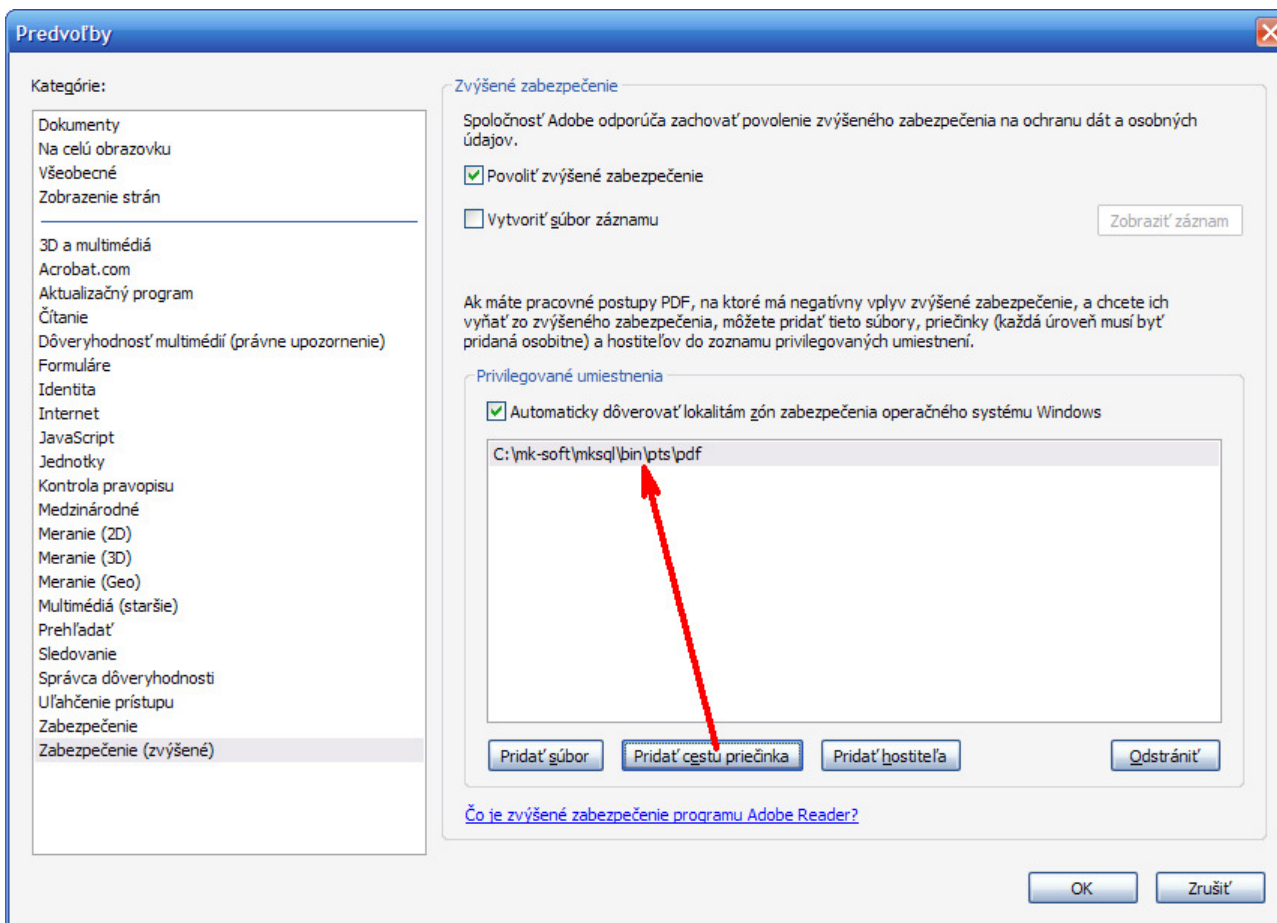 Predvoľby
Kategórie:
Dokumenty
Na celú obrazovku
Všeobecné
Zobrazenie strán
3D a multimédiá
Acrobat.com
Aktualizačný program
Čítanie
Dôveryhodnosť multimédií (právne upozornenie)
Formuláre
Identita
Internet
JavaScript
Jednotky
Kontrola pravopisu
Medzinárodné
Meranie (2D)
Meranie (3D)
Meranie (Geo)
Multimédiá (staršie)
Prehľadať
Sledovanie
Správca dôveryhodnosti
Uľahčenie prístupu
Zabezpečenie
Zabezpečenie (zvýšené)
Zvýšené zabezpečenie
Spoločnosť Adobe odporúča zachovať povolenie zvýšeného zabezpečenia na ochranu dát a osobných
údajov.
Povoliť zvýšené zabezpečenie
Vytvoriť súbor záznamu
Zobraziť záznam
Ak máte pracovné postupy PDF, na ktoré má negatívny vplyv zvýšené zabezpečenie, a chcete ich
vyňať zo zvýšeného zabezpečenia, môžete pridať tieto súbory, priečinky (každá úroveň musí byť
pridaná osobitne) a hostiteľov do zoznamu privilegovaných umiestnení.
Privilegované umiestnenia
Automaticky dôverovať lokalitám zón zabezpečenia operačného systému Windows
C:\mk-soft\mksql\bin\pts\pdf
Pridať súbor
Pridať cestu priečinka
Pridať hostiteľa
Odstrániť
Čo je zvýšené zabezpečenie programu Adobe Reader?
OK
Zrušiť